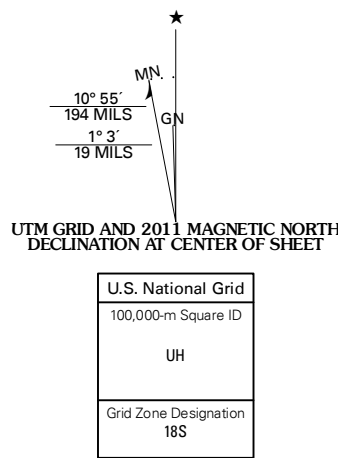 ★
MN
10° 55´
194 MILS
GN
1° 3´
19 MILS
UTM GRID AND 2011 MAGNETIC NORTH
DECLINATION AT CENTER OF SHEET
U.S. National Grid
100,000-m Square ID
UH
Grid Zone Designation
18S